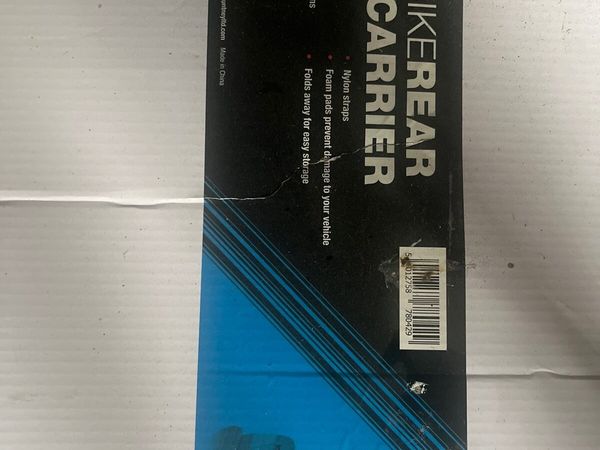 IKEREAR
CARRIER
Nylon straps
Foam pads prevent damage to your vehicle
Folds away for easy storage
Made in China
780429